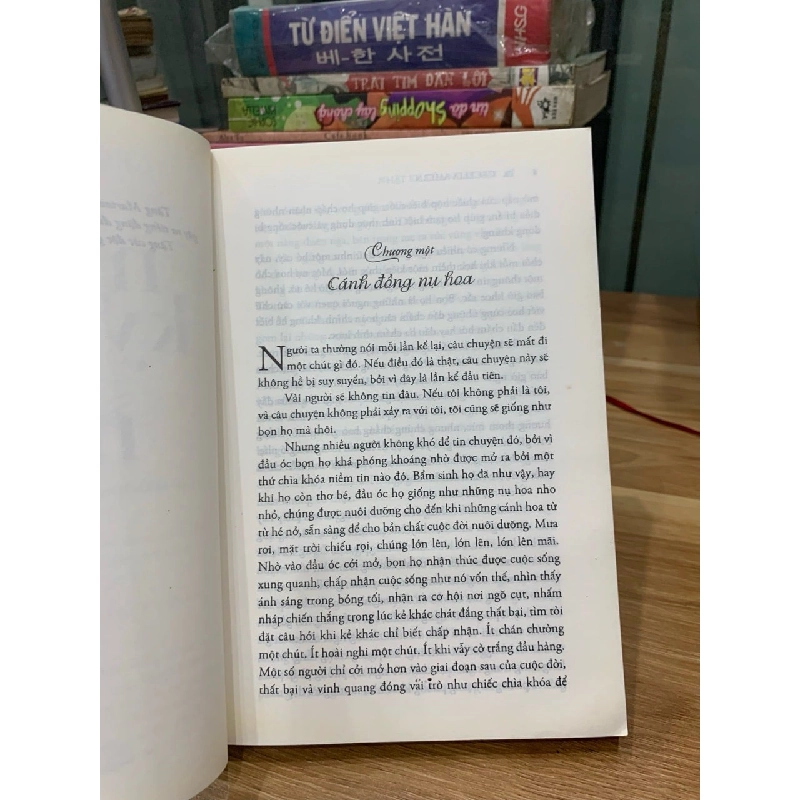 TỪ ĐIỂN VIỆT HÀN
베-한 사전
WHSG
TRÁI TIM ĐÀN LÔI
tín đồ Shopping tay chồng
Tặng
Chương một
Cánh đồng nụ hoa
Người ta thường nói mỗi lần kể lại, câu chuyện sẽ mất đi
một chút gì đó. Nếu điều đó là thật, câu chuyện này sẽ
không hề bị suy suyển, bởi vì đây là lần kể đầu tiên.
Vài người sẽ không tin đâu. Nếu tôi không phải là tôi,
và câu chuyện không phải xảy ra với tôi, tôi cũng sẽ giống như
bọn họ mà thôi.
Nhưng nhiều người không khó để tin chuyện đó, bởi vì
đầu óc bọn họ khá phóng khoáng nhờ được mở ra bởi một
thứ chìa khóa niềm tin nào đó. Bẩm sinh họ đã như vậy, hay
khi họ còn thơ bé, đầu óc họ giống như những nụ hoa nho
nhỏ, chúng được nuôi dưỡng cho đến khi những cánh hoa từ
từ hé nở, sẵn sàng để cho bản chất cuộc đời nuôi dưỡng. Mưa
rơi, mặt trời chiếu rọi, chúng lớn lên, lớn lên, lớn lên mãi.
Nhờ vào đầu óc cởi mở, bọn họ nhận thức được cuộc sống
xung quanh, chấp nhận cuộc sống như nó vốn thế, nhìn thấy
ánh sáng trong bóng tối, nhận ra cơ hội nơi ngõ cụt, nhấm
nháp chiến thắng trong lúc kẻ khác chát đắng thất bại, tìm tòi
đặt câu hỏi khi kẻ khác chỉ biết chấp nhận. Ít chán chường
một chút. Ít hoài nghi một chút. Ít khi vẫy cờ trắng đầu hàng.
Một số người chỉ cởi mở hơn vào giai đoạn sau của cuộc đời,
thất bại và vinh quang đóng vai trò như chiếc chìa khóa để